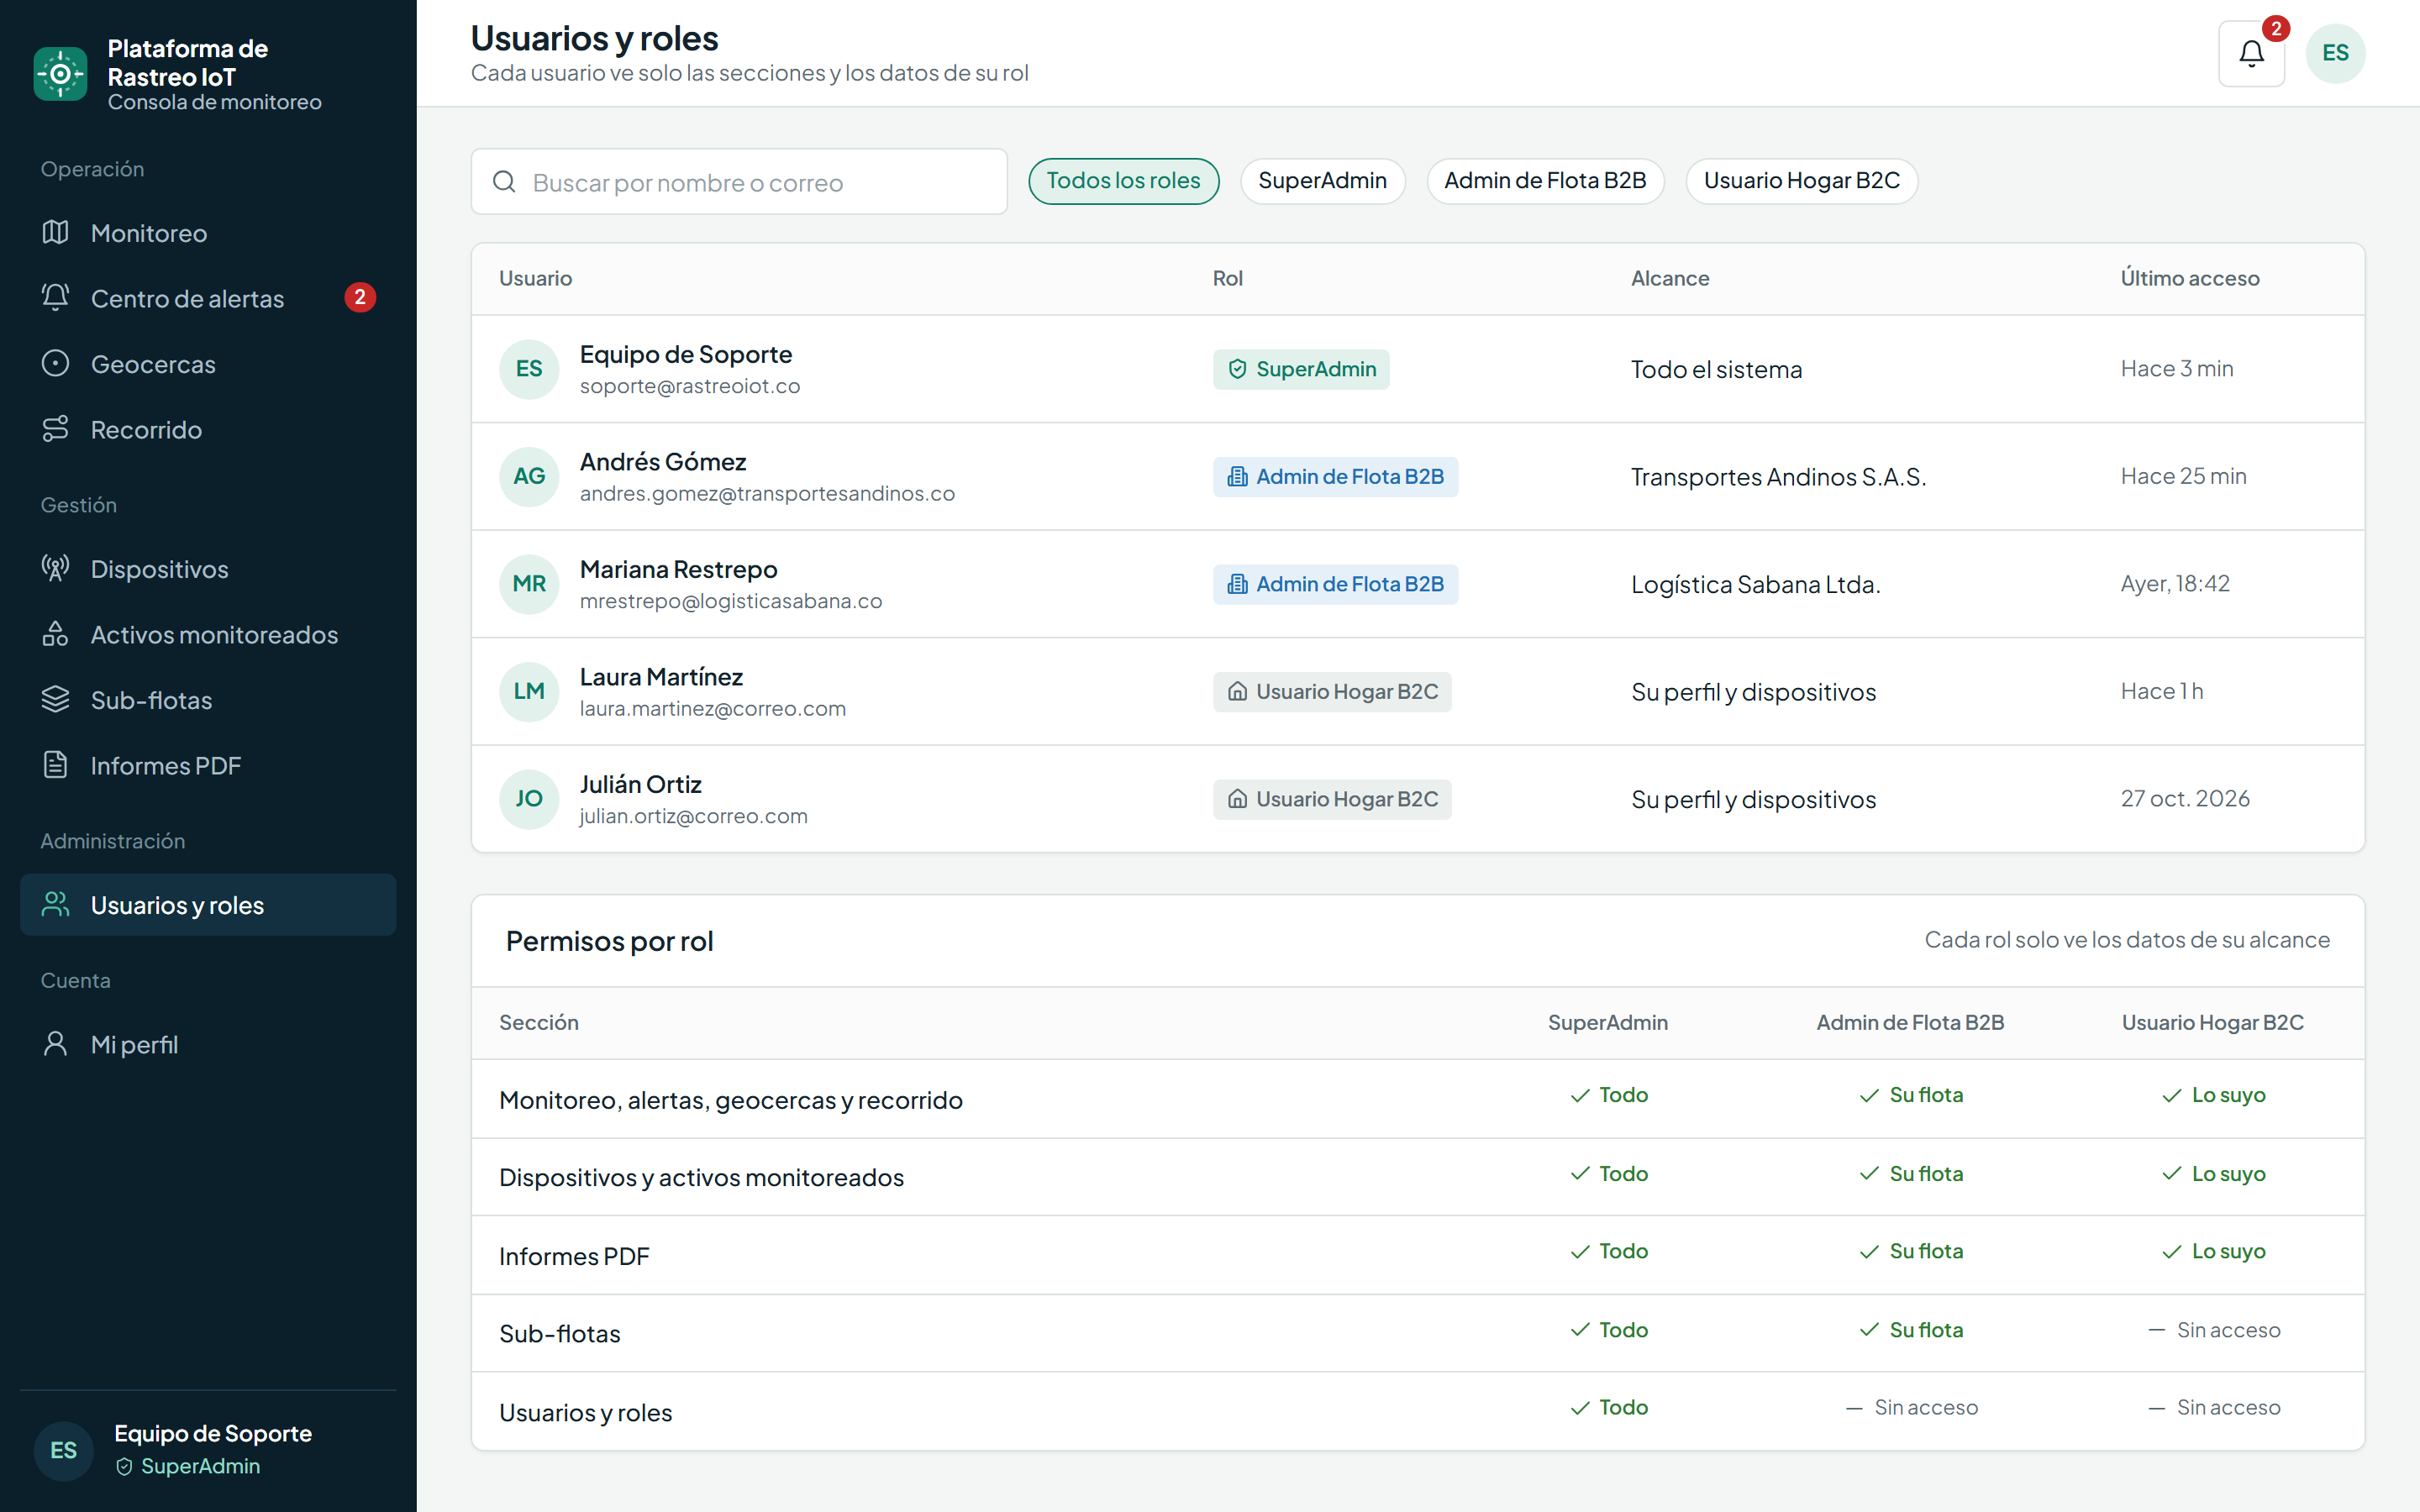 Plataforma de
Rastreo IoT
Consola de monitoreo
Operación
Monitoreo
Centro de alertas 2
Geocercas
Recorrido
Gestión
Dispositivos
Activos monitoreados
Sub-flotas
Informes PDF
Administración
Usuarios y roles
Cuenta
Mi perfil
ES Equipo de Soporte
SuperAdmin
Usuarios y roles
Cada usuario ve solo las secciones y los datos de su rol
2
ES
Buscar por nombre o correo Todos los roles SuperAdmin Admin de Flota B2B Usuario Hogar B2C
Usuario Rol Alcance Último acceso
ES Equipo de Soporte SuperAdmin Todo el sistema Hace 3 min
soporte@rastreoiot.co
AG Andrés Gómez Admin de Flota B2B Transportes Andinos S.A.S. Hace 25 min
andres.gomez@transportesandinos.co
MR Mariana Restrepo Admin de Flota B2B Logística Sabana Ltda. Ayer, 18:42
mrestrepo@logisticasabana.co
LM Laura Martínez Usuario Hogar B2C Su perfil y dispositivos Hace 1 h
laura.martinez@correo.com
JO Julián Ortiz Usuario Hogar B2C Su perfil y dispositivos 27 oct. 2026
julian.ortiz@correo.com
Permisos por rol Cada rol solo ve los datos de su alcance
Sección SuperAdmin Admin de Flota B2B Usuario Hogar B2C
Monitoreo, alertas, geocercas y recorrido Todo Su flota Lo suyo
Dispositivos y activos monitoreados Todo Su flota Lo suyo
Informes PDF Todo Su flota Lo suyo
Sub-flotas Todo Su flota — Sin acceso
Usuarios y roles Todo — Sin acceso — Sin acceso